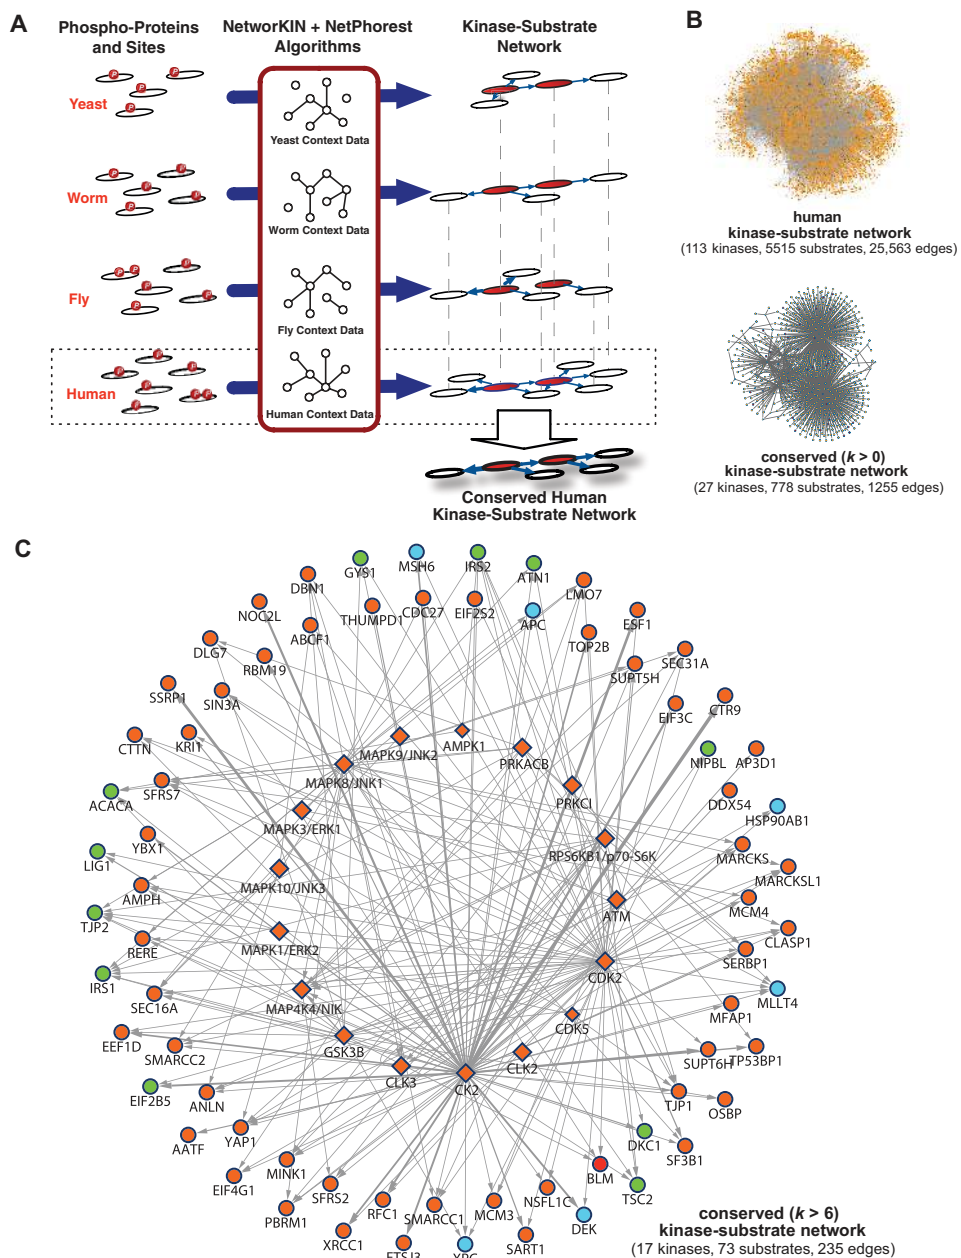 A
Phospho-Proteins
and Sites
NetworKIN + NetPhorest
Algorithms
Kinase-Substrate
Network
Yeast
Yeast Context Data
Worm
Worm Context Data
Fly
Fly Context Data
Human
Human Context Data
Conserved Human
Kinase-Substrate Network
B
human
kinase-substrate network
(113 kinases, 5515 substrates, 25,563 edges)
conserved (k > 0)
kinase-substrate network
(27 kinases, 778 substrates, 1255 edges)
C
GYS1
MSH6
IRS2
ATN1
DBN1
LMO7
NOC2L
THUMPD1
CDC27
EIF2S2
APC
ESF1
ABCF1
TOP2B
DLG7
RBM19
SUPT5H
SEC31A
SSRP1
SIN3A
EIF3C
CTR9
CTTN
KRI1
MAPK9/JNK2
AMPK1
PRKACB
NIPBL
AP3D1
MAPK8/JNK1
ACACA
SFRS7
PRKCI
DDX54
HSP90AB1
MAPK3/ERK1
YBX1
RPS6KB1/p70-S6K
MARCKS
LIG1
MARCKSL1
AMPH
MAPK10/JNK3
ATM
MCM4
TJP2
CLASP1
RERE
MAPK1/ERK2
SERBP1
IRS1
CDK2
SEC16A
MAP4K4/NIK
MLLT4
MFAP1
EEF1D
CDK5
SMARCC2
GSK3B
CLK2
SUPT6H
TP53BP1
CLK3
CK2
EIF2B5
ANLN
TJP1
OSBP
AATF
YAP1
DKC1
SF3B1
EIF4G1
MINK1
BLM
TSC2
SFRS2
PBRM1
RFC1
SMARCC1
MCM3
NSFL1C
DEK
XRCC1
SART1
FTSJ3
XPC
conserved (k > 6)
kinase-substrate network
(17 kinases, 73 substrates, 235 edges)